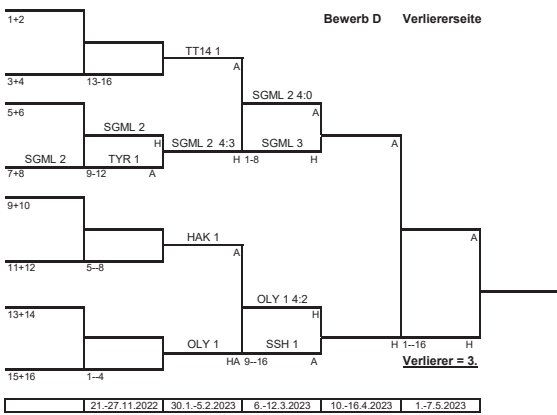 Bewerb D Verliererseite
1+2
TT14 1
3+4 13-16 A
SGML 2 4:0
5+6 A
SGML 2
H SGML 2 4:3 SGML 3 A
SGML 2 TYR 1
7+8 9-12 A H 1-8 H
9+10
HAK 1 A
A
11+12 5--8
OLY 1 4:2
13+14 H
OLY 1 SSH 1 H 1--16 H
HA 9--16 A
Verlierer = 3.
15+16 1--4
21.-27.11.2022 30.1.-5.2.2023 6.-12.3.2023 10.-16.4.2023 1.-7.5.2023